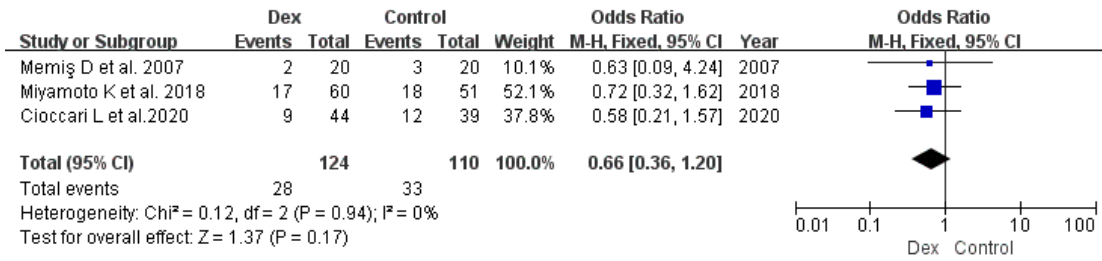 Dex Control Odds Ratio Odds Ratio
Study or Subgroup Events Total Events Total Weight M-H, Fixed, 95% CI Year M-H, Fixed, 95% CI
Memiş D et al. 2007 2 20 3 20 10.1% 0.63 [0.09, 4.24] 2007
Miyamoto K et al. 2018 17 60 18 51 52.1% 0.72 [0.32, 1.62] 2018
Cioccari L et al.2020 9 44 12 39 37.8% 0.58 [0.21, 1.57] 2020
Total (95% CI) 124 110 100.0% 0.66 [0.36, 1.20]
Total events 28 33
Heterogeneity: Chi² = 0.12, df = 2 (P = 0.94); I² = 0%
Test for overall effect: Z = 1.37 (P = 0.17)
0.01 0.1 1 10 100
Dex Control